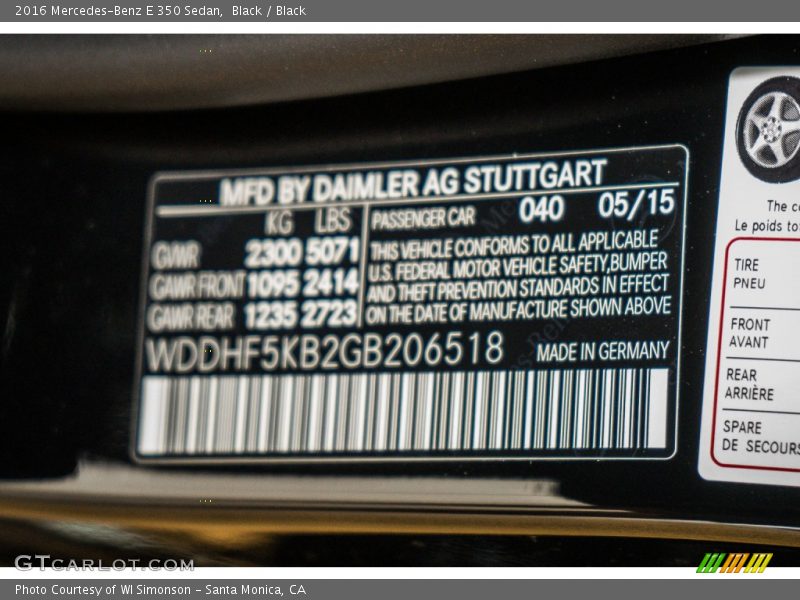 2016 Mercedes-Benz E 350 Sedan, Black / Black
MFD BY DAIMLER AG STUTTGART
KG LBS
GVWR 2300 5071
GAWR FRONT 1095 2414
GAWR REAR 1235 2723
PASSENGER CAR 040 05/15
THIS VEHICLE CONFORMS TO ALL APPLICABLE
U.S. FEDERAL MOTOR VEHICLE SAFETY,BUMPER
AND THEFT PREVENTION STANDARDS IN EFFECT
ON THE DATE OF MANUFACTURE SHOWN ABOVE
WDDHF5KB2GB206518 MADE IN GERMANY
The
Le poids
TIRE
PNEU
FRONT
AVANT
REAR
ARRIÈRE
SPARE
DE SECOURS
GTCARLOT.COM
Photo Courtesy of WI Simonson - Santa Monica, CA